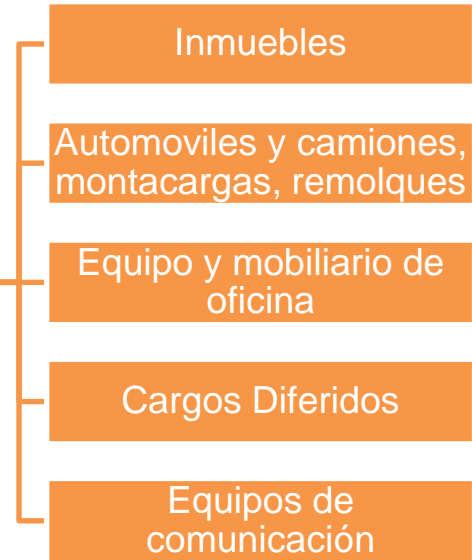 Inmuebles
Automoviles y camiones,
montacargas, remolques
Equipo y mobiliario de
oficina
Cargos Diferidos
Equipos de
comunicación